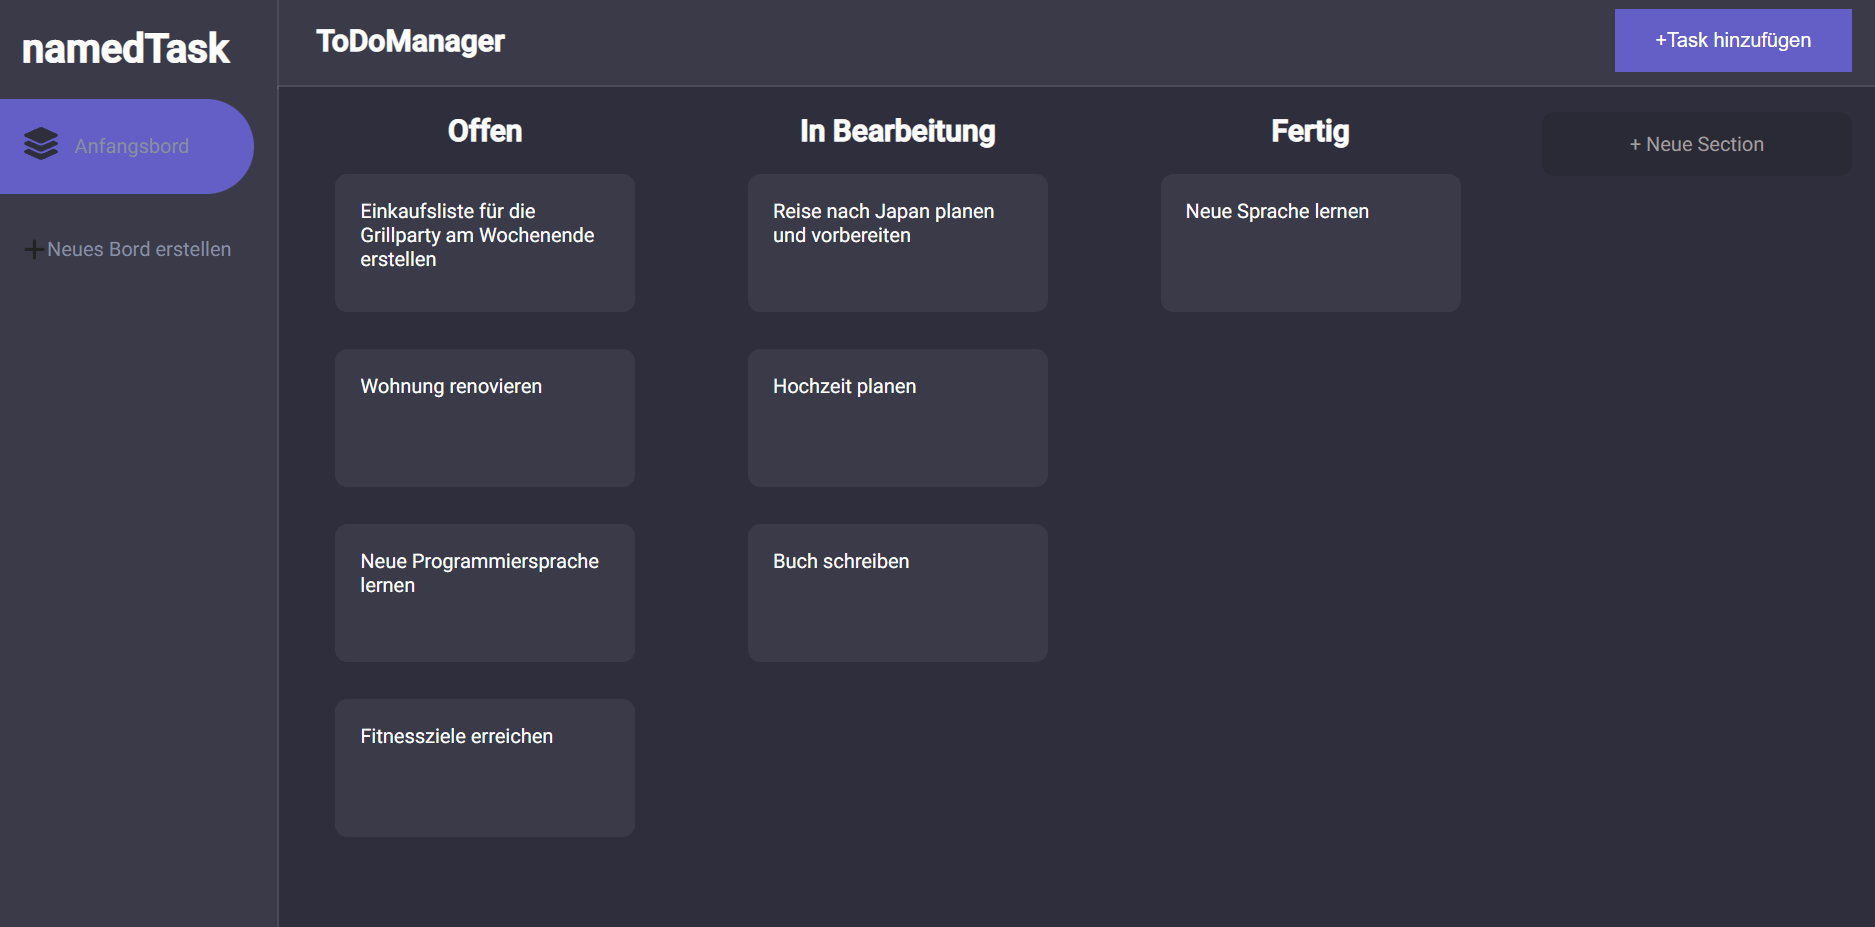 namedTask
Anfangsbord
Neues Bord erstellen
ToDoManager
+Task hinzufügen
Offen
Einkaufsliste für die
Grillparty am Wochenende
erstellen
Wohnung renovieren
Neue Programmiersprache
lernen
Fitnessziele erreichen
In Bearbeitung
Reise nach Japan planen
und vorbereiten
Hochzeit planen
Buch schreiben
Fertig
Neue Sprache lernen
+ Neue Section